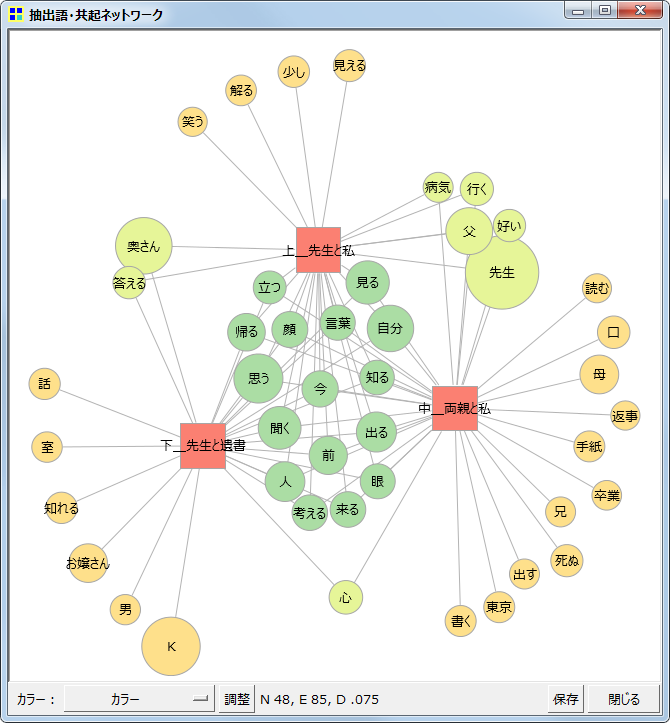 抽出語・共起ネットワーク
見える
少し
解る
笑う
病気
行く
父
好い
奥さん
上__先生と私
先生
答える
立つ
見る
読む
帰る
顔
言葉
自分
口
思う
今
知る
母
話
中__両親と私
返事
聞く
出る
室
下__先生と遺書
前
手紙
人
眼
卒業
知れる
考える
来る
兄
お嬢さん
死ぬ
出す
心
男
東京
書く
K
カラー：
カラー
調整
N 48, E 85, D .075
保存
閉じる